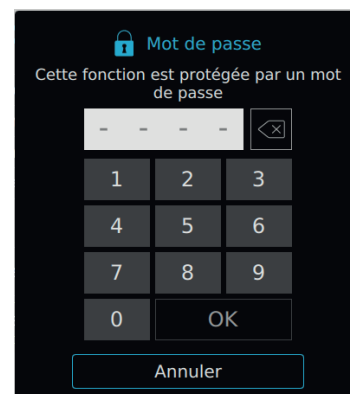 Mot de passe
Cette fonction est protégée par un mot
de passe
- - - -
1 2 3
4 5 6
7 8 9
0 OK
Annuler